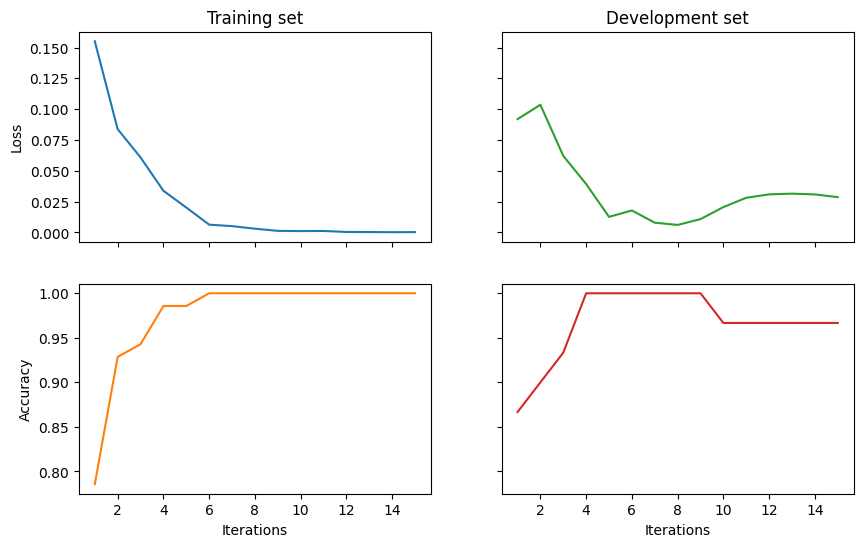 Training set
Development set
0.150
0.125
0.100
0.075
0.050
0.025
0.000
Loss
1.00
0.95
0.90
0.85
0.80
Accuracy
2 4 6 8 10 12 14
2 4 6 8 10 12 14
Iterations
Iterations